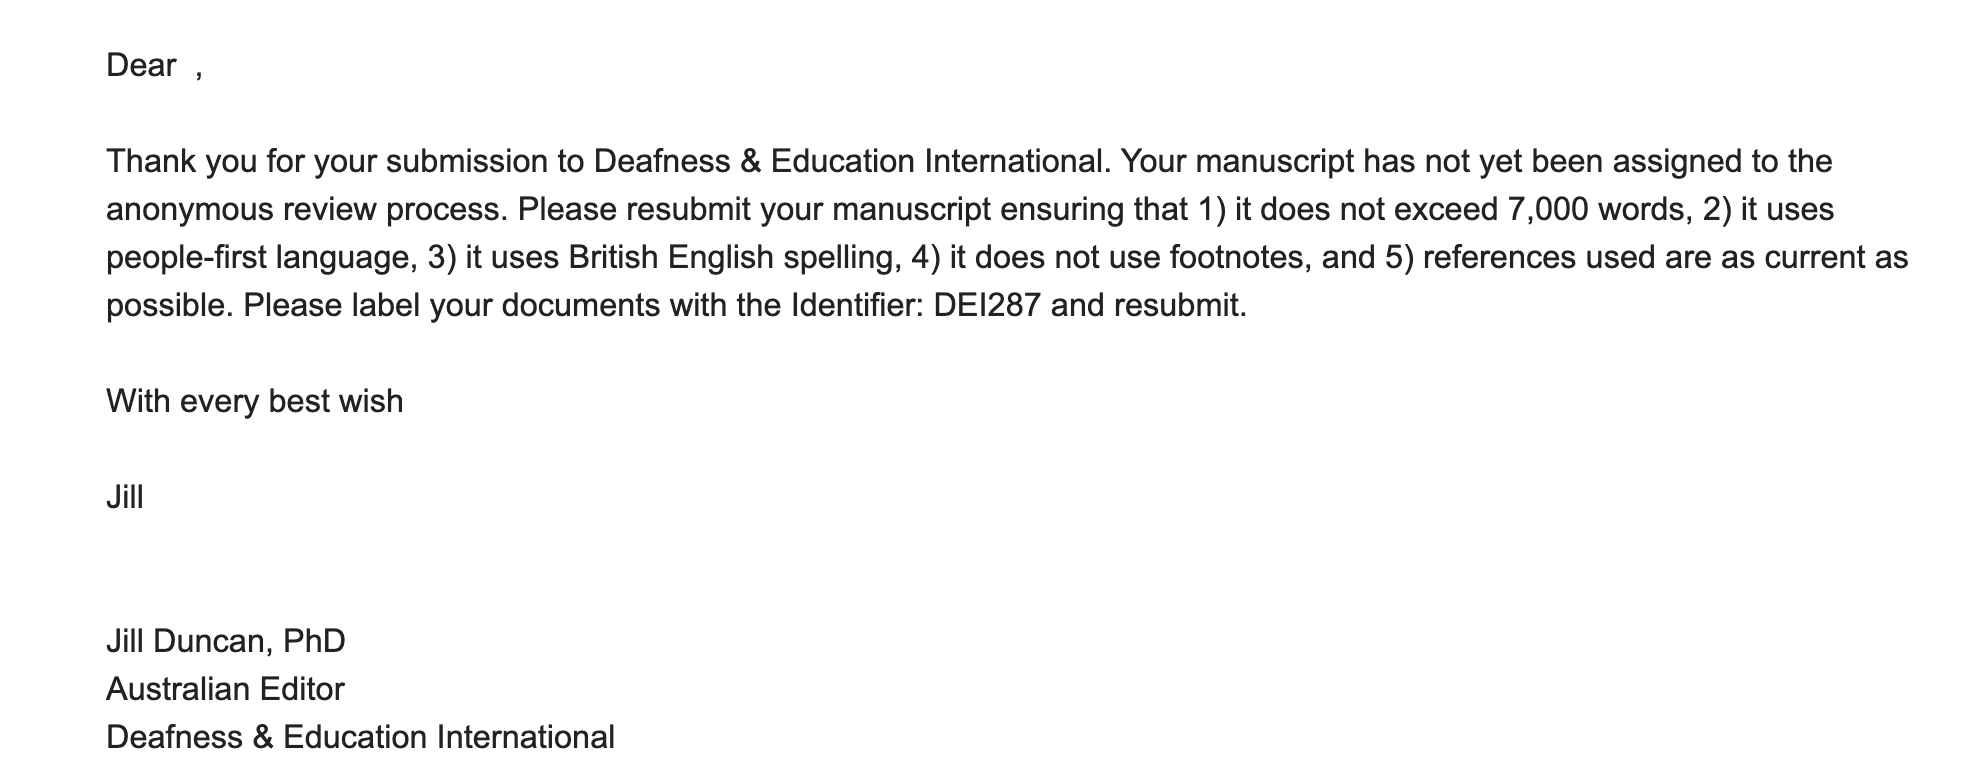 Dear  ,
Thank you for your submission to Deafness & Education International. Your manuscript has not yet been assigned to the
anonymous review process. Please resubmit your manuscript ensuring that 1) it does not exceed 7,000 words, 2) it uses
people-first language, 3) it uses British English spelling, 4) it does not use footnotes, and 5) references used are as current as
possible. Please label your documents with the Identifier: DEI287 and resubmit.
With every best wish
Jill
Jill Duncan, PhD
Australian Editor
Deafness & Education International